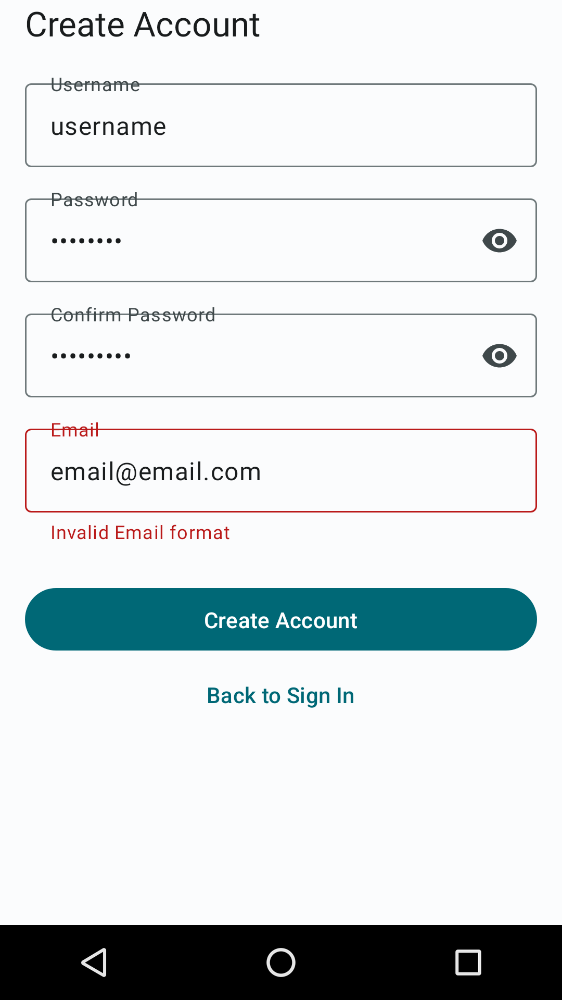 Create Account
Username
username
Password
••••••••
Confirm Password
•••••••••
Email
email@email.com
Invalid Email format
Create Account
Back to Sign In